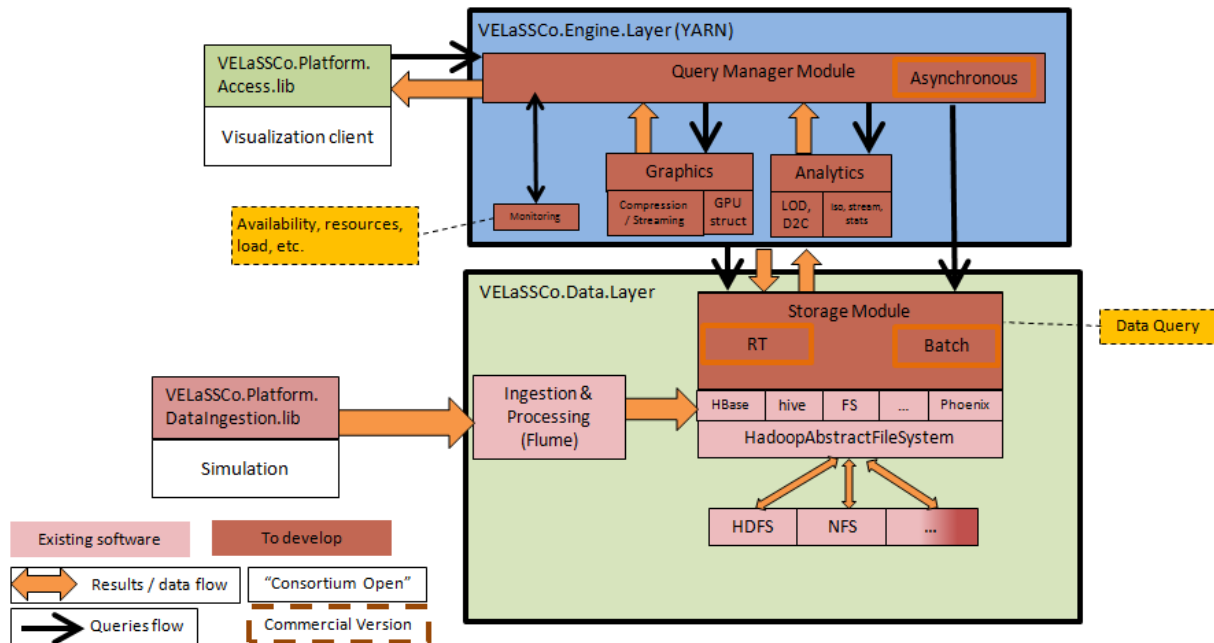 VELaSSCo.Engine.Layer (YARN)
VELaSSCo.Platform.
Access.lib
Visualization client
Query Manager Module
Asynchronous
Graphics
Compression
/ Streaming
GPU
struct
Analytics
LOD,
D2C
Iso, stream,
stats
Monitoring
Availability, resources,
load, etc.
VELaSSCo.Data.Layer
Storage Module
RT
Batch
Data Query
VELaSSCo.Platform.
DataIngestion.lib
Simulation
Ingestion &
Processing
(Flume)
HBase
hive
FS
...
Phoenix
HadoopAbstractFileSystem
HDFS
NFS
...
Existing software
To develop
Results / data flow
“Consortium Open”
Queries flow
Commercial Version